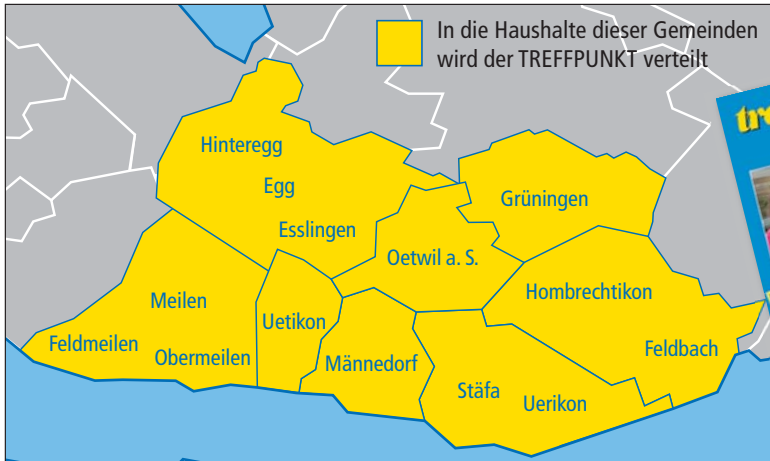 In die Haushalte dieser Gemeinden
wird der TREFFPUNKT verteilt
Hinteregg
Egg
Esslingen
Grüningen
Oetwil a. S.
Meilen
Hombrechtikon
Uetikon
Feldmeilen
Obermeilen
Männedorf
Feldbach
Stäfa
Uerikon